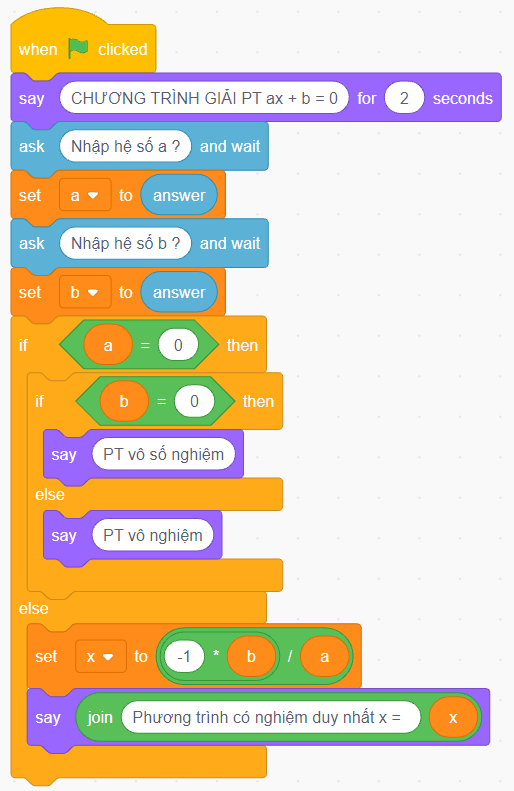 when clicked
say CHƯƠNG TRÌNH GIẢI PT ax + b = 0 for 2 seconds
ask Nhập hệ số a ? and wait
set a to answer
ask Nhập hệ số b ? and wait
set b to answer
if a = 0 then
if b = 0 then
say PT vô số nghiệm
else
say PT vô nghiệm
else
set x to -1 * b / a
say join Phương trình có nghiệm duy nhất x = x